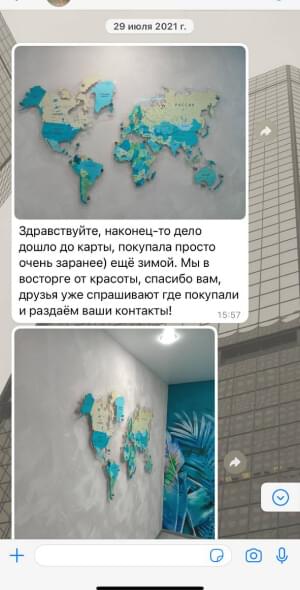 29 июля 2021 г.
РОССИЯ
Здравствуйте, наконец-то дело
дошло до карты, покупала просто
очень заранее) ещё зимой. Мы в
восторге от красоты, спасибо вам,
друзья уже спрашивают где покупали
и раздаём ваши контакты!
15:57